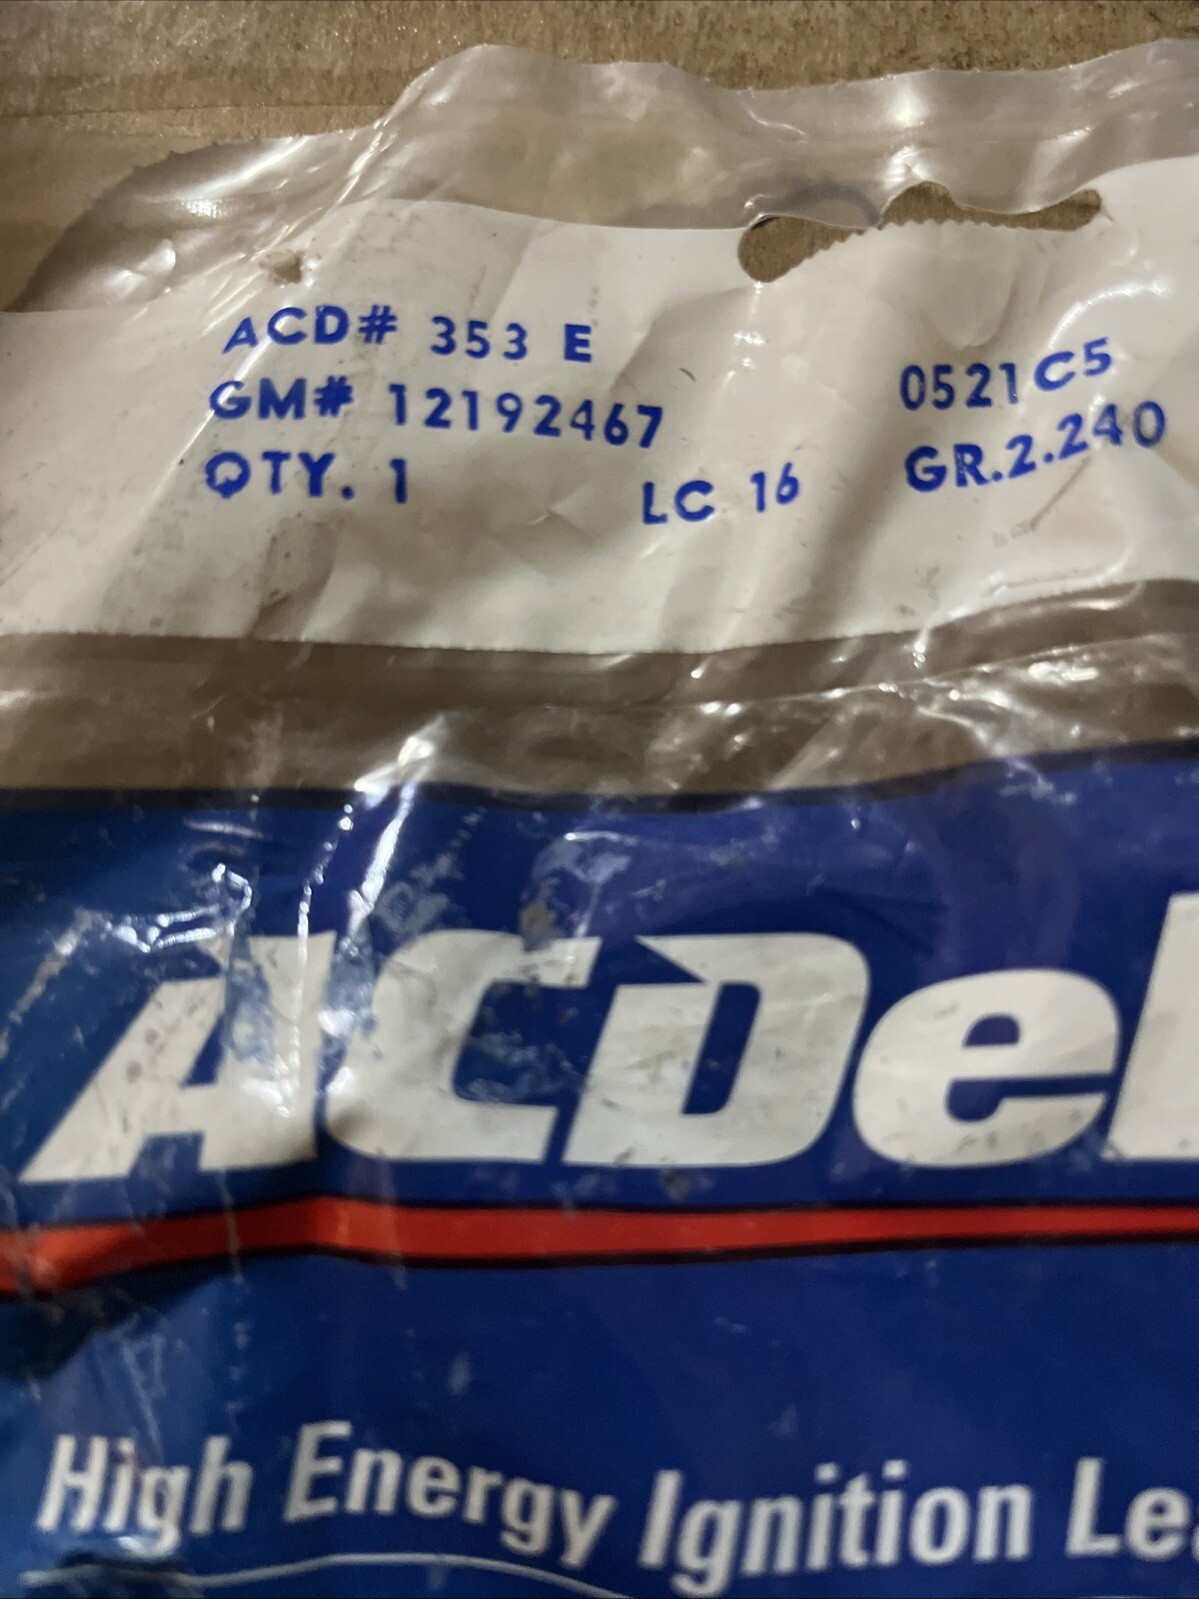 ACD# 353 E
GM# 12192467 0521C5
QTY. 1 LC 16 GR.2.240
ACDel
High Energy Ignition Le